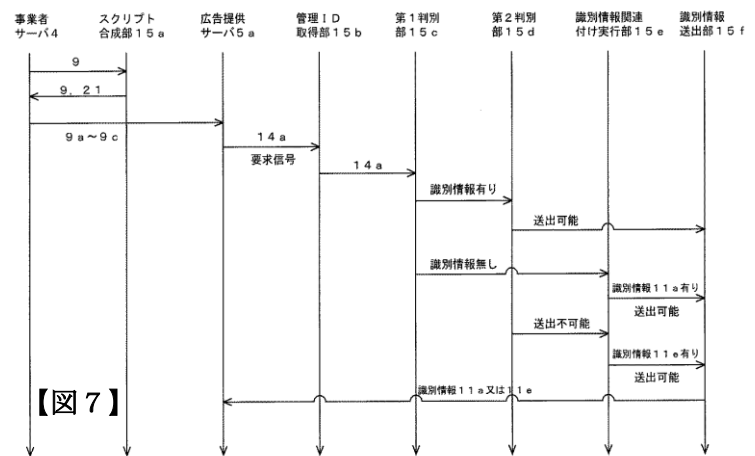 事業者
サーバ4
スクリプト
合成部15a
広告提供
サーバ5a
管理ID
取得部15b
第1判別
部15c
第2判別
部15d
識別情報関連
付け実行部15e
識別情報
送出部15f
9
9, 21
9a~9c
14a
要求信号
14a
識別情報有り
送出可能
識別情報無し
識別情報11a有り
送出可能
送出不可能
識別情報11e有り
送出可能
識別情報11a又は11e
【図7】